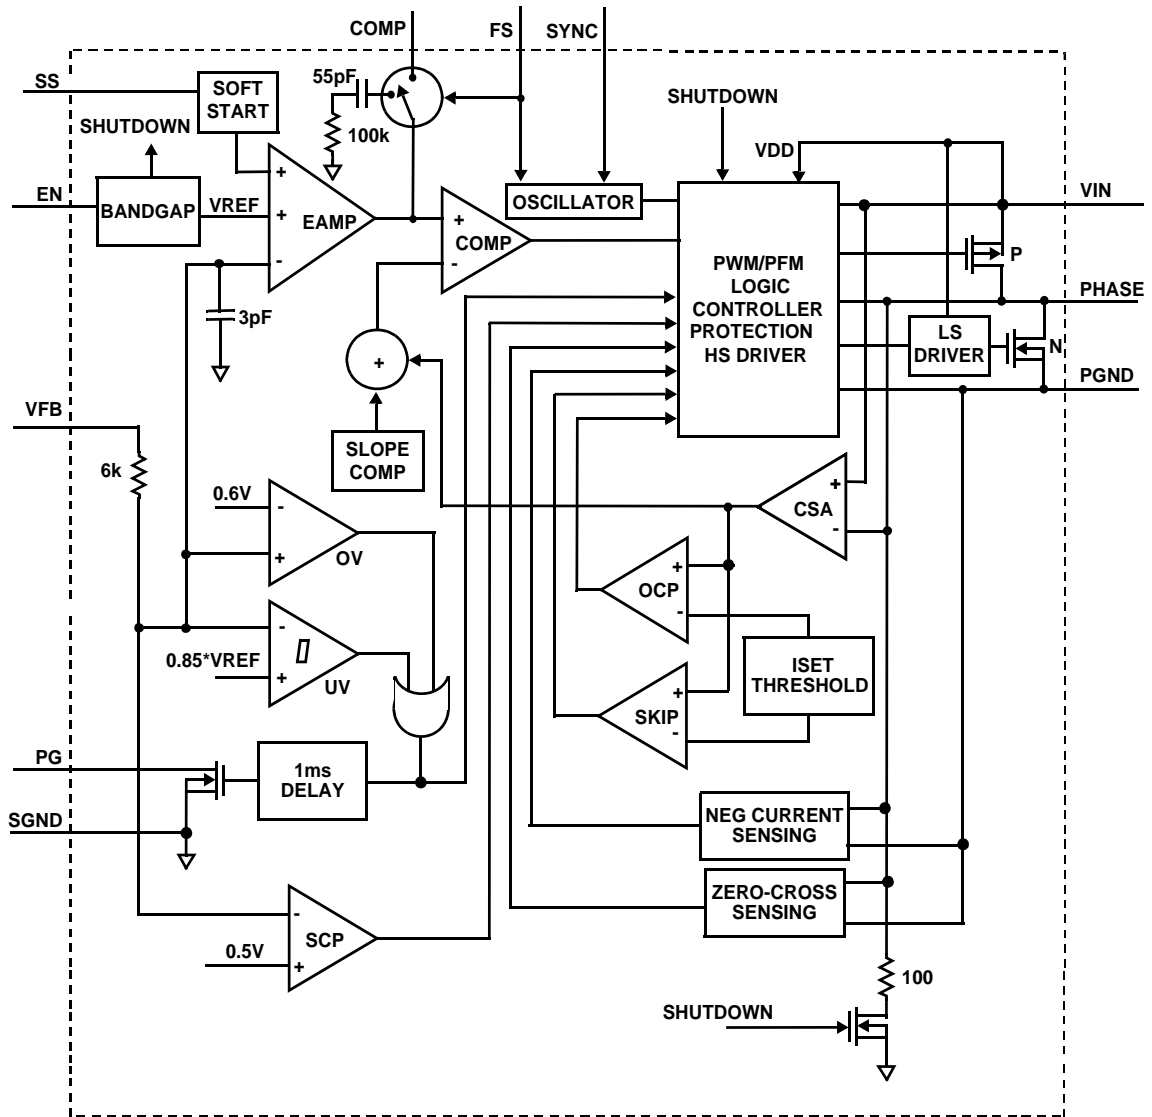 COMP
FS
SYNC
SS
SOFT
START
55pF
100k
SHUTDOWN
SHUTDOWN
VDD
EN
BANDGAP
VREF
+
+
-
EAMP
+
-
COMP
OSCILLATOR
VIN
PWM/PFM
LOGIC
CONTROLLER
PROTECTION
HS DRIVER
P
PHASE
3pF
LS
DRIVER
N
PGND
+
VFB
SLOPE
COMP
6k
0.6V
-
+
OV
+
-
CSA
+
-
OCP
-
+
0.85*VREF
UV
ISET
THRESHOLD
+
-
SKIP
PG
1ms
DELAY
SGND
NEG CURRENT
SENSING
ZERO-CROSS
SENSING
-
+
SCP
0.5V
100
SHUTDOWN